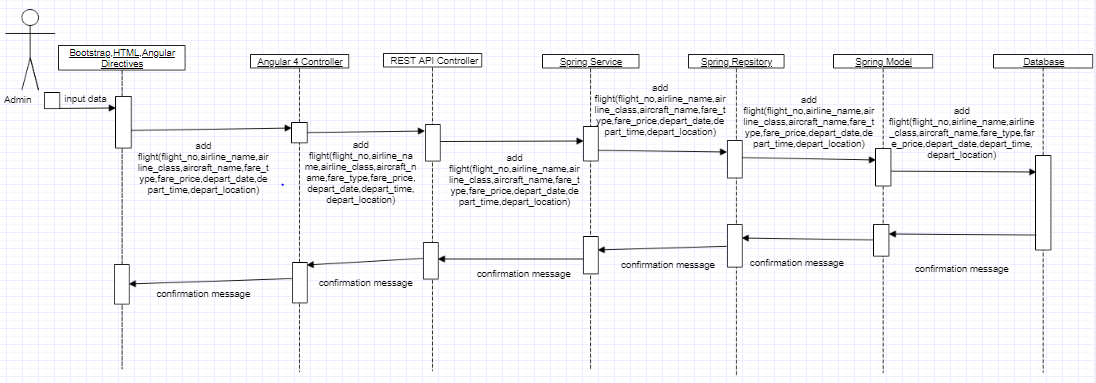 Bootstrap,HTML,Angular
Directives
Angular 4 Controller
REST API Controller
Spring Service
Spring Repsitory
Spring Model
Database
Admin
input data
add
flight(flight_no,airline_name,air
line_class,aircraft_name,fare_t
ype,fare_price,depart_date,de
part_time,depart_location)
add
flight(flight_no,airline_na
me,airline_class,aircraft_n
ame,fare_type,fare_price,
depart_date,depart_time,
depart_location)
add
flight(flight_no,airline_name,air
line_class,aircraft_name,fare_t
ype,fare_price,depart_date,de
part_time,depart_location)
add
flight(flight_no,airline_name,air
line_class,aircraft_name,fare_t
ype,fare_price,depart_date,de
part_time,depart_location)
add
flight(flight_no,airline_name,air
line_class,aircraft_name,fare_t
ype,fare_price,depart_date,de
part_time,depart_location)
add
flight(flight_no,airline_name,airline
_class,aircraft_name,fare_type,far
e_price,depart_date,depart_time,
depart_location)
confirmation message
confirmation message
confirmation message
confirmation message
confirmation message
confirmation message